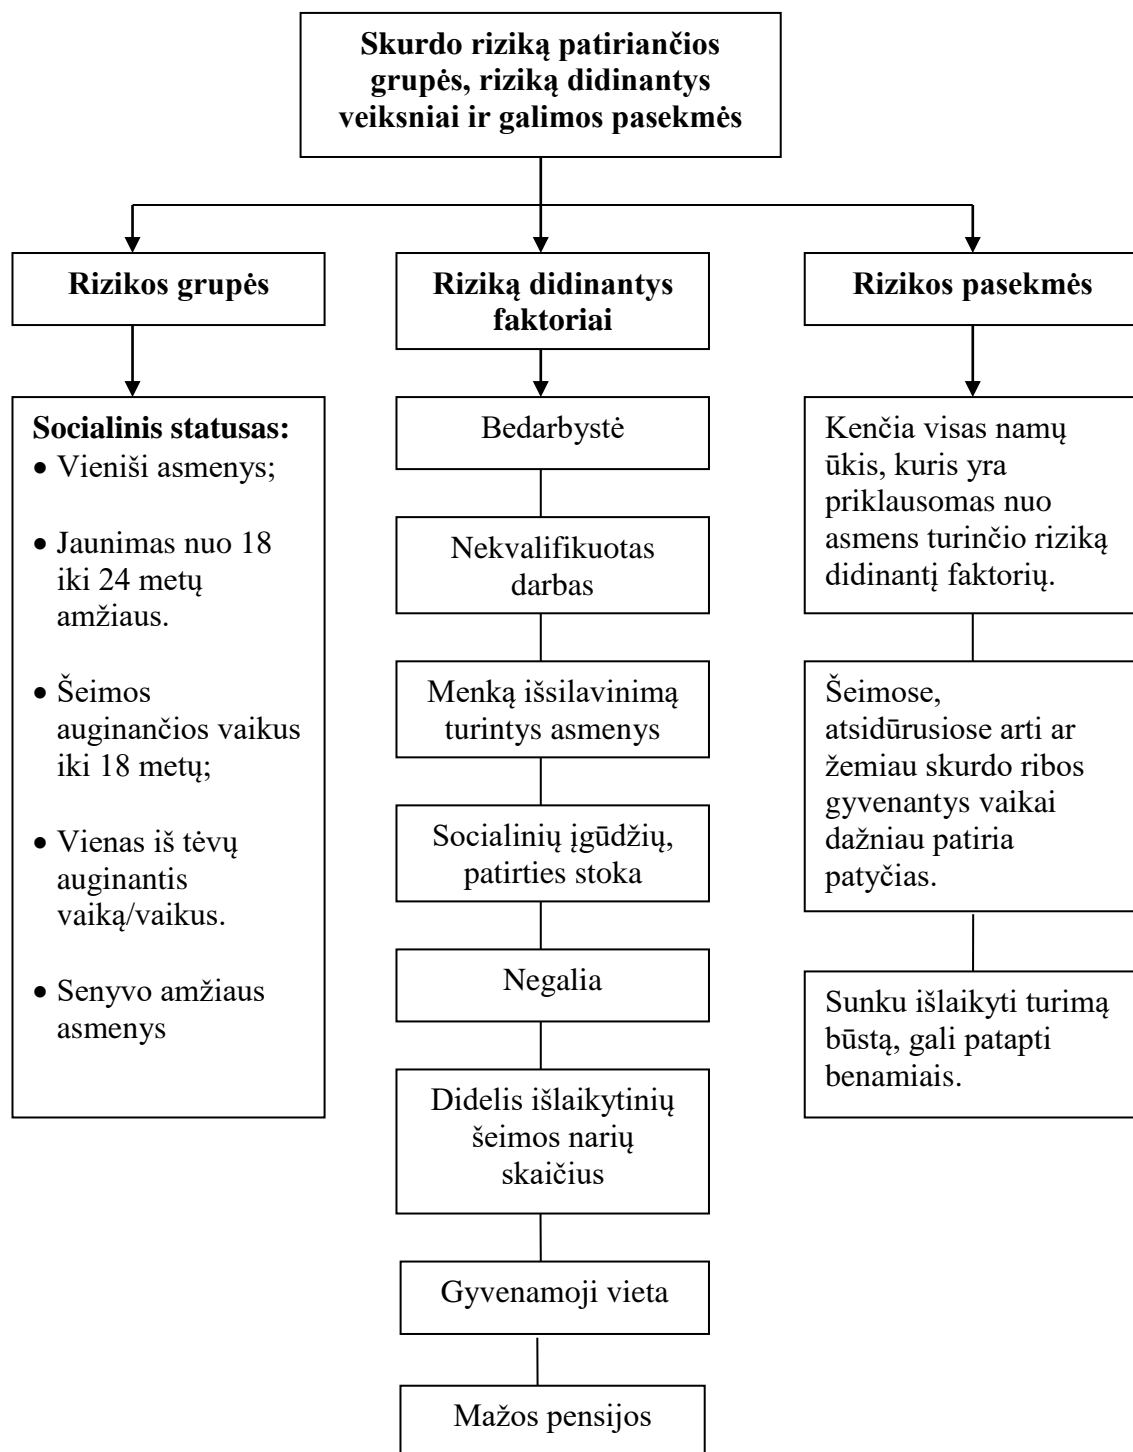 Skurdo riziką patiriančios
grupės, riziką didinantys
veiksniai ir galimos pasekmės
Rizikos grupės
Socialinis statusas:
• Vieniši asmenys;
• Jaunimas nuo 18
iki 24 metų
amžiaus.
• Šeimos
auginančios vaikus
iki 18 metų;
• Vienas iš tėvų
auginantis
vaiką/vaikus.
• Senyvo amžiaus
asmenys
Riziką didinantys
faktoriai
Bedarbystė
Nekvalifikuotas
darbas
Menką išsilavinimą
turintys asmenys
Socialinių įgūdžių,
patirties stoka
Negalia
Didelis išlaikytinių
šeimos narių
skaičius
Gyvenamoji vieta
Mažos pensijos
Rizikos pasekmės
Kenčia visas namų
ūkis, kuris yra
priklausomas nuo
asmens turinčio riziką
didinantį faktorių.
Šeimose,
atsidūrusiose arti ar
žemiau skurdo ribos
gyvenantys vaikai
dažniau patiria
patyčias.
Sunku išlaikyti turimą
būstą, gali patapti
benamiais.